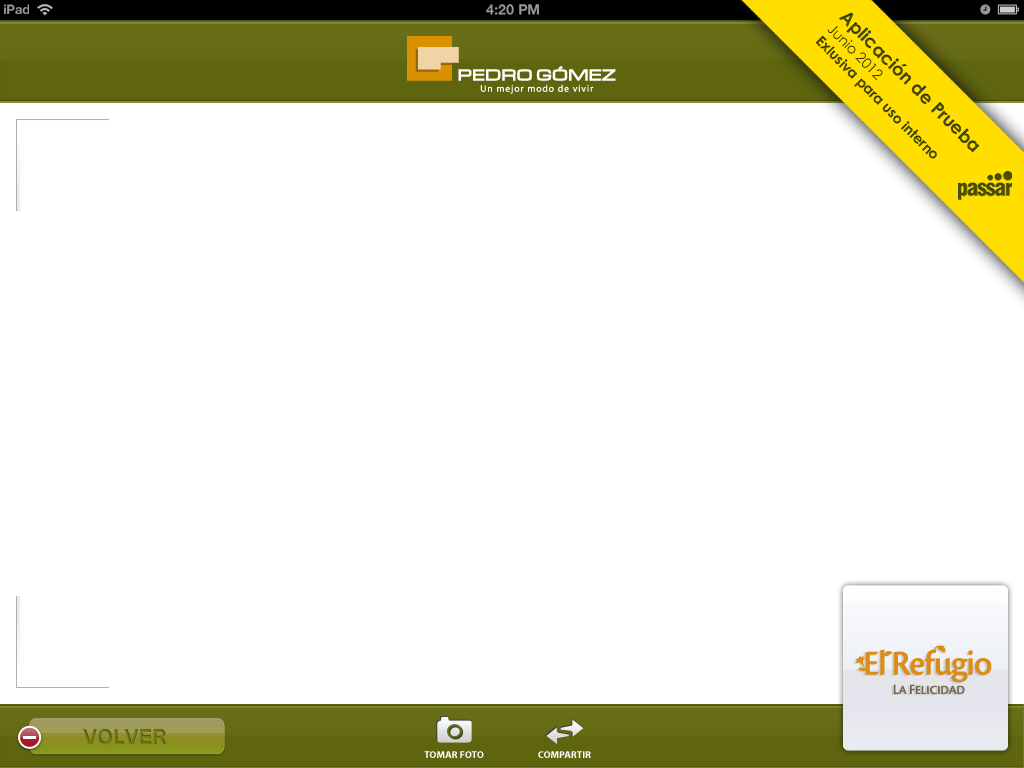 iPad
4:20 PM
PEDRO GÓMEZ
Un mejor modo de vivir
Aplicación de Prueba
Junio 2012
Exlusiva para uso interno
passar
El Refugio
LA FELICIDAD
VOLVER
TOMAR FOTO
COMPARTIR